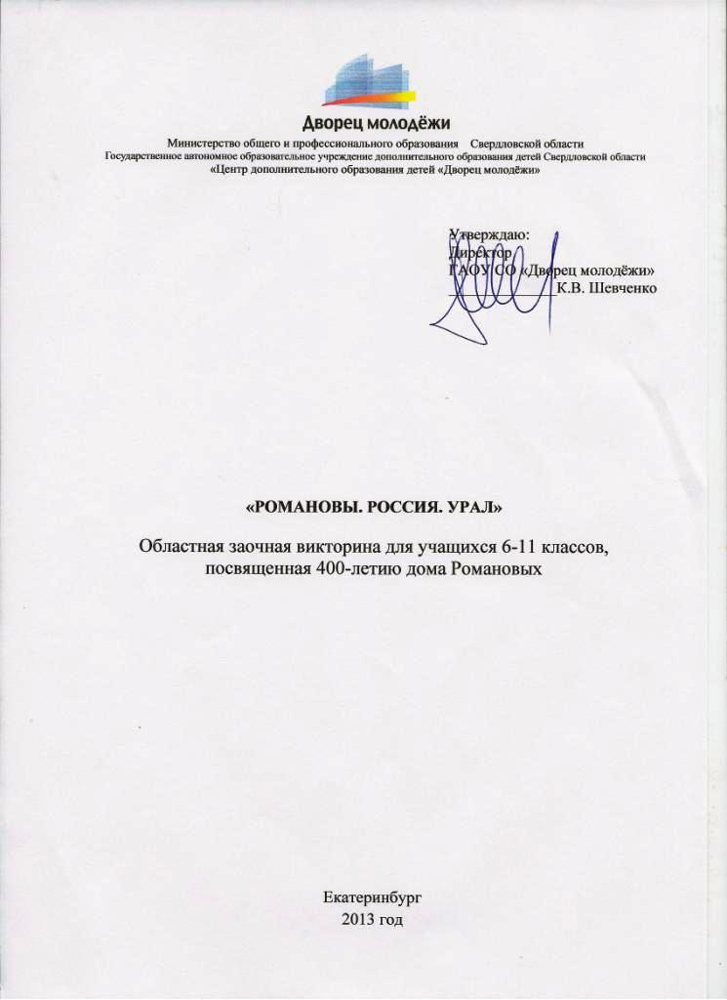 Дворец молодёжи
Министерство общего и профессионального образования Свердловской области
Государственное автономное образовательное учреждение дополнительного образования детей Свердловской области
«Центр дополнительного образования детей «Дворец молодёжи»
Утверждаю:
Директор
ГАОУ СО «Дворец молодёжи»
______________К.В. Шевченко
«РОМАНОВЫ. РОССИЯ. УРАЛ»
Областная заочная викторина для учащихся 6-11 классов,
посвященная 400-летию дома Романовых
Екатеринбург
2013 год